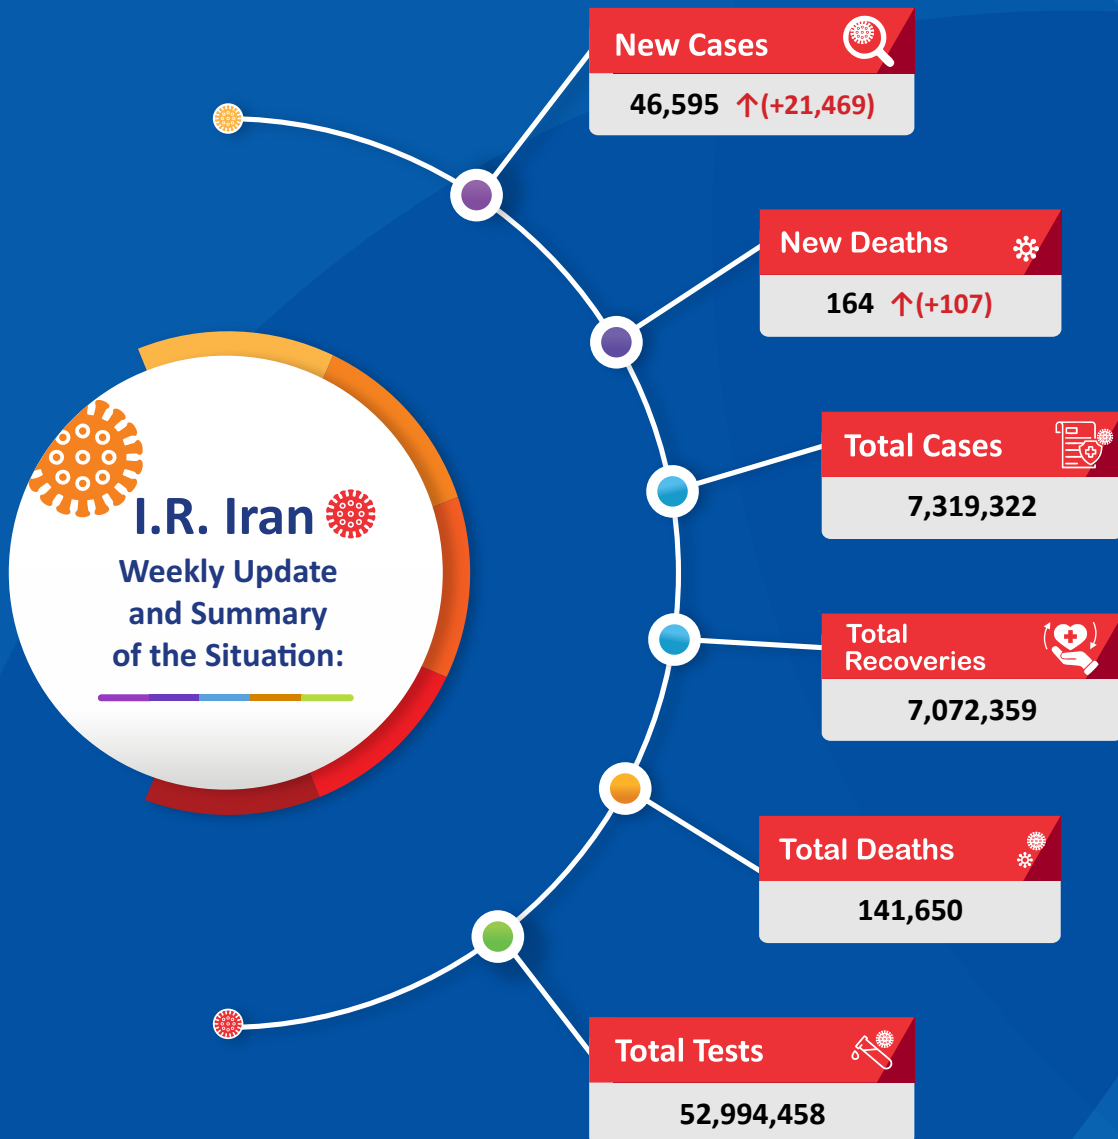 New Cases
46,595 ↑(+21,469)
New Deaths
164 ↑(+107)
Total Cases
7,319,322
I.R. Iran
Weekly Update
and Summary
of the Situation:
Total
Recoveries
7,072,359
Total Deaths
141,650
Total Tests
52,994,458